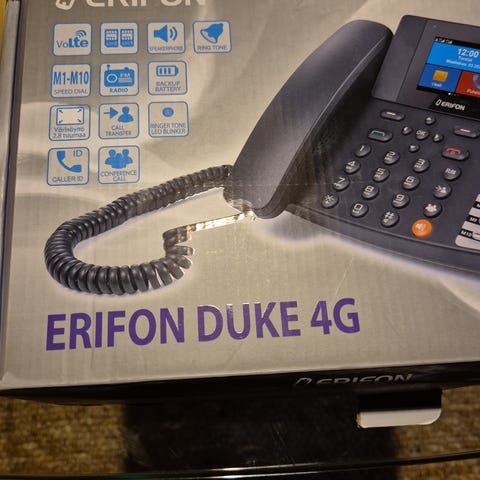 ERIFON
VoLTE
SPEAKERPHONE
RING TONE
M1-M10
SPEED DIAL
FM
RADIO
BACKUP
BATTERY
Värinäyttö
2,8 tuumaa
CALL
TRANSFER
RINGER TONE
LED BLINKER
ID
CALLER ID
CONFERENCE
CALL
12:00
ERIFON
M10
ERIFON DUKE 4G
ERIFON